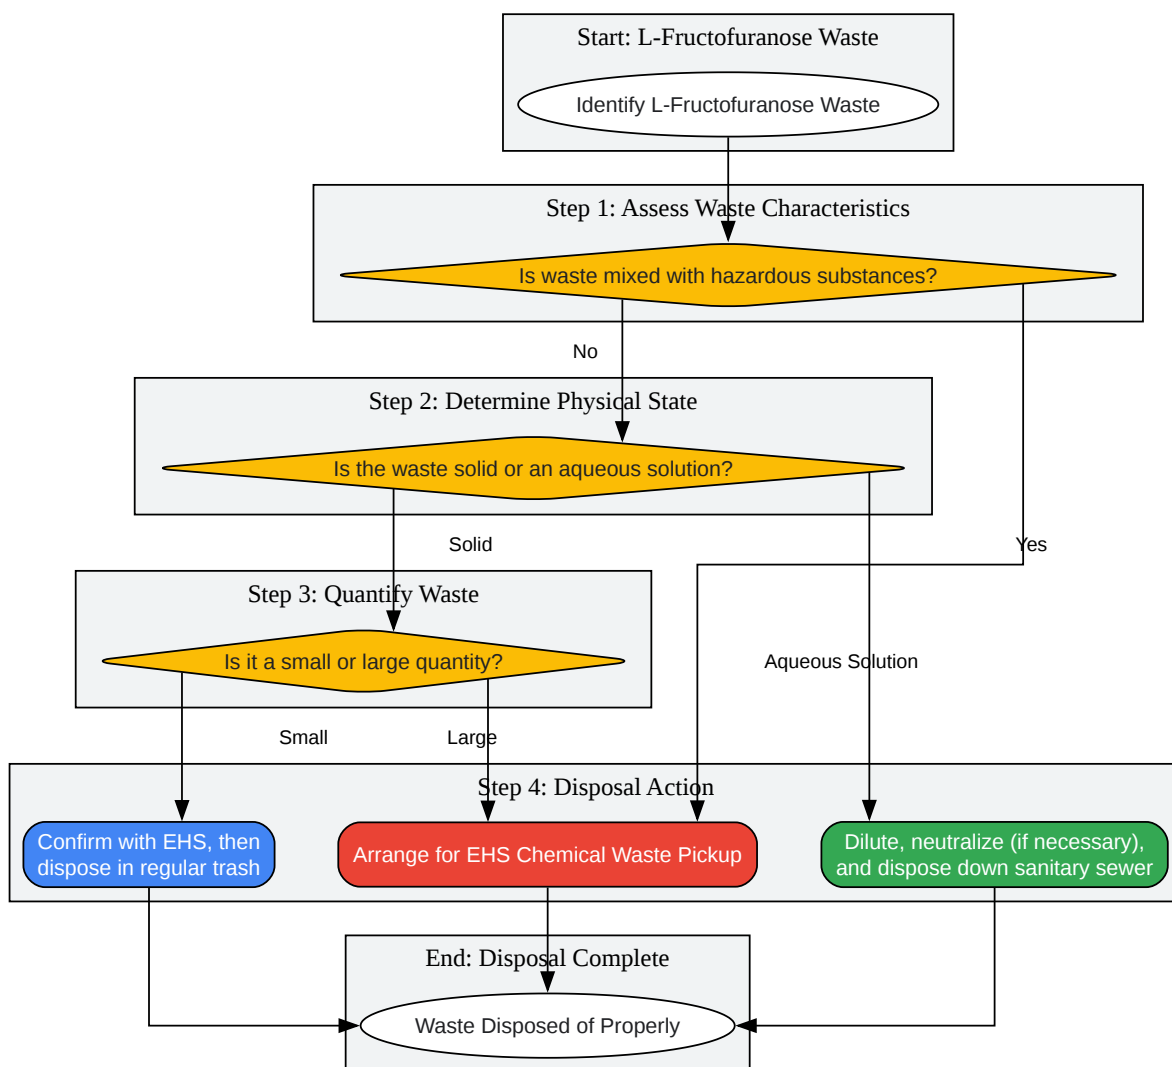 Start: L-Fructofuranose Waste
Identify L-Fructofuranose Waste
Step 1: Assess Waste Characteristics
Is waste mixed with hazardous substances?
No
Step 2: Determine Physical State
Is the waste solid or an aqueous solution?
Solid
Yes
Step 3: Quantify Waste
Is it a small or large quantity?
Aqueous Solution
Small
Large
Step 4: Disposal Action
Confirm with EHS, then
dispose in regular trash
Arrange for EHS Chemical Waste Pickup
Dilute, neutralize (if necessary),
and dispose down sanitary sewer
End: Disposal Complete
Waste Disposed of Properly